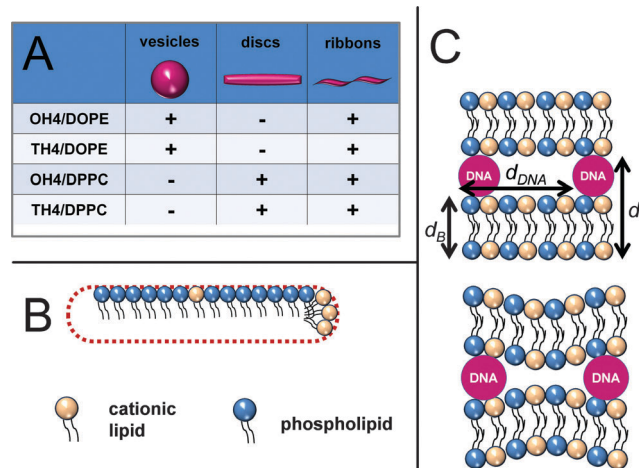 A
vesicles discs ribbons
OH4/DOPE + - +
TH4/DOPE + - +
OH4/DPPC - + +
TH4/DPPC - + +
B
cationic
lipid
phospholipid
C
DNA DNA
dDNA
dB
d
DNA DNA